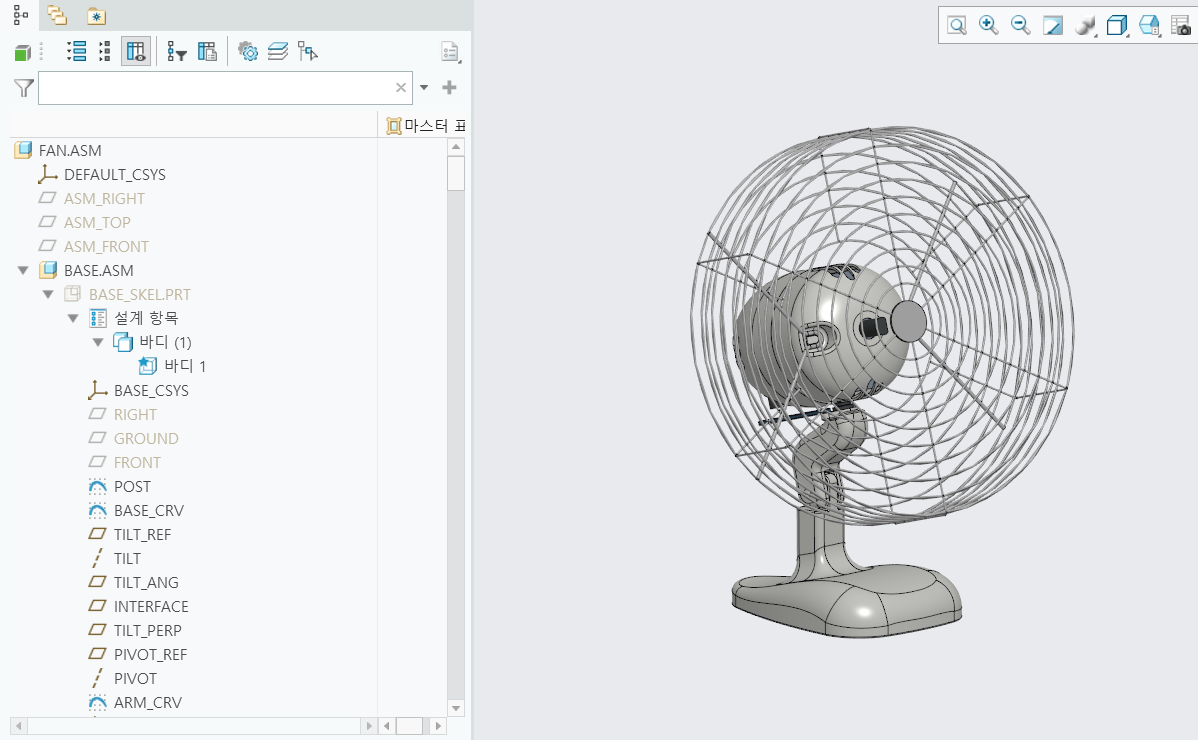 마스터 표
FAN.ASM
DEFAULT_CSYS
ASM_RIGHT
ASM_TOP
ASM_FRONT
BASE.ASM
BASE_SKEL.PRT
설계 항목
바디 (1)
바디 1
BASE_CSYS
RIGHT
GROUND
FRONT
POST
BASE_CRV
TILT_REF
TILT
TILT_ANG
INTERFACE
TILT_PERP
PIVOT_REF
PIVOT
ARM_CRV